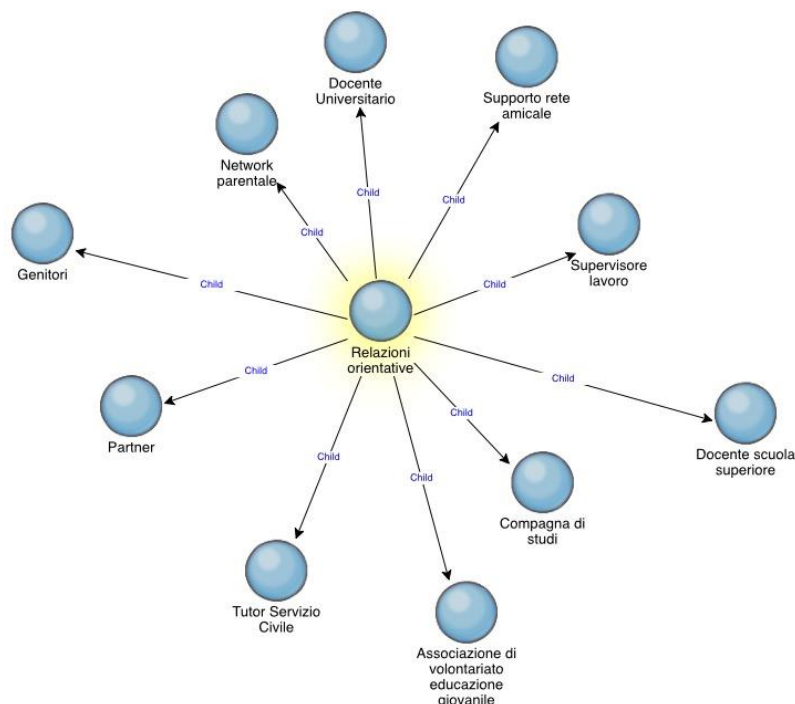 Docente
Universitario
Supporto rete
amicale
Network
parentale
Child
Child
Child
Genitori
Child
Child
Supervisore
lavoro
Relazioni
orientative
Child
Child
Partner
Child
Docente scuola
superiore
Child
Child
Compagna di
studi
Tutor Servizio
Civile
Associazione di
volontariato
educazione
giovanile